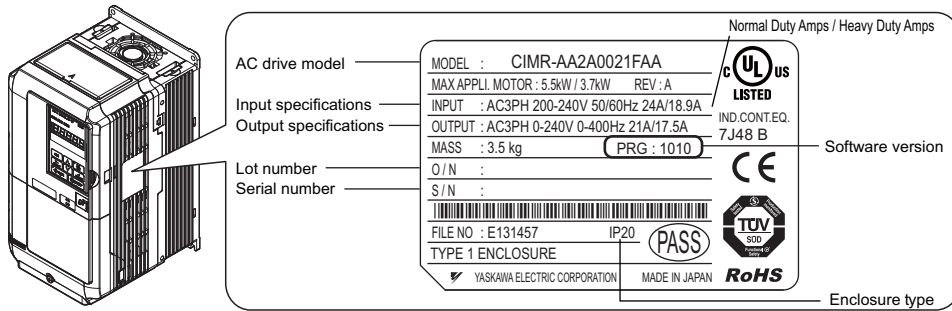 Normal Duty Amps / Heavy Duty Amps
AC drive model
MODEL : CIMR-AA2A0021FAA
MAX APPLI. MOTOR : 5.5kW / 3.7kW REV : A
Input specifications
INPUT : AC3PH 200-240V 50/60Hz 24A/18.9A
Output specifications
OUTPUT : AC3PH 0-240V 0-400Hz 21A/17.5A
MASS : 3.5 kg PRG : 1010
Software version
Lot number
O / N :
Serial number
S / N :
FILE NO : E131457 IP20
PASS
TYPE 1 ENCLOSURE
YASKAWA ELECTRIC CORPORATION MADE IN JAPAN
C UL US
LISTED
IND.CONT.EQ.
7J48 B
CE
TÜV
SÜD
Functional
Safety
RoHS
Enclosure type